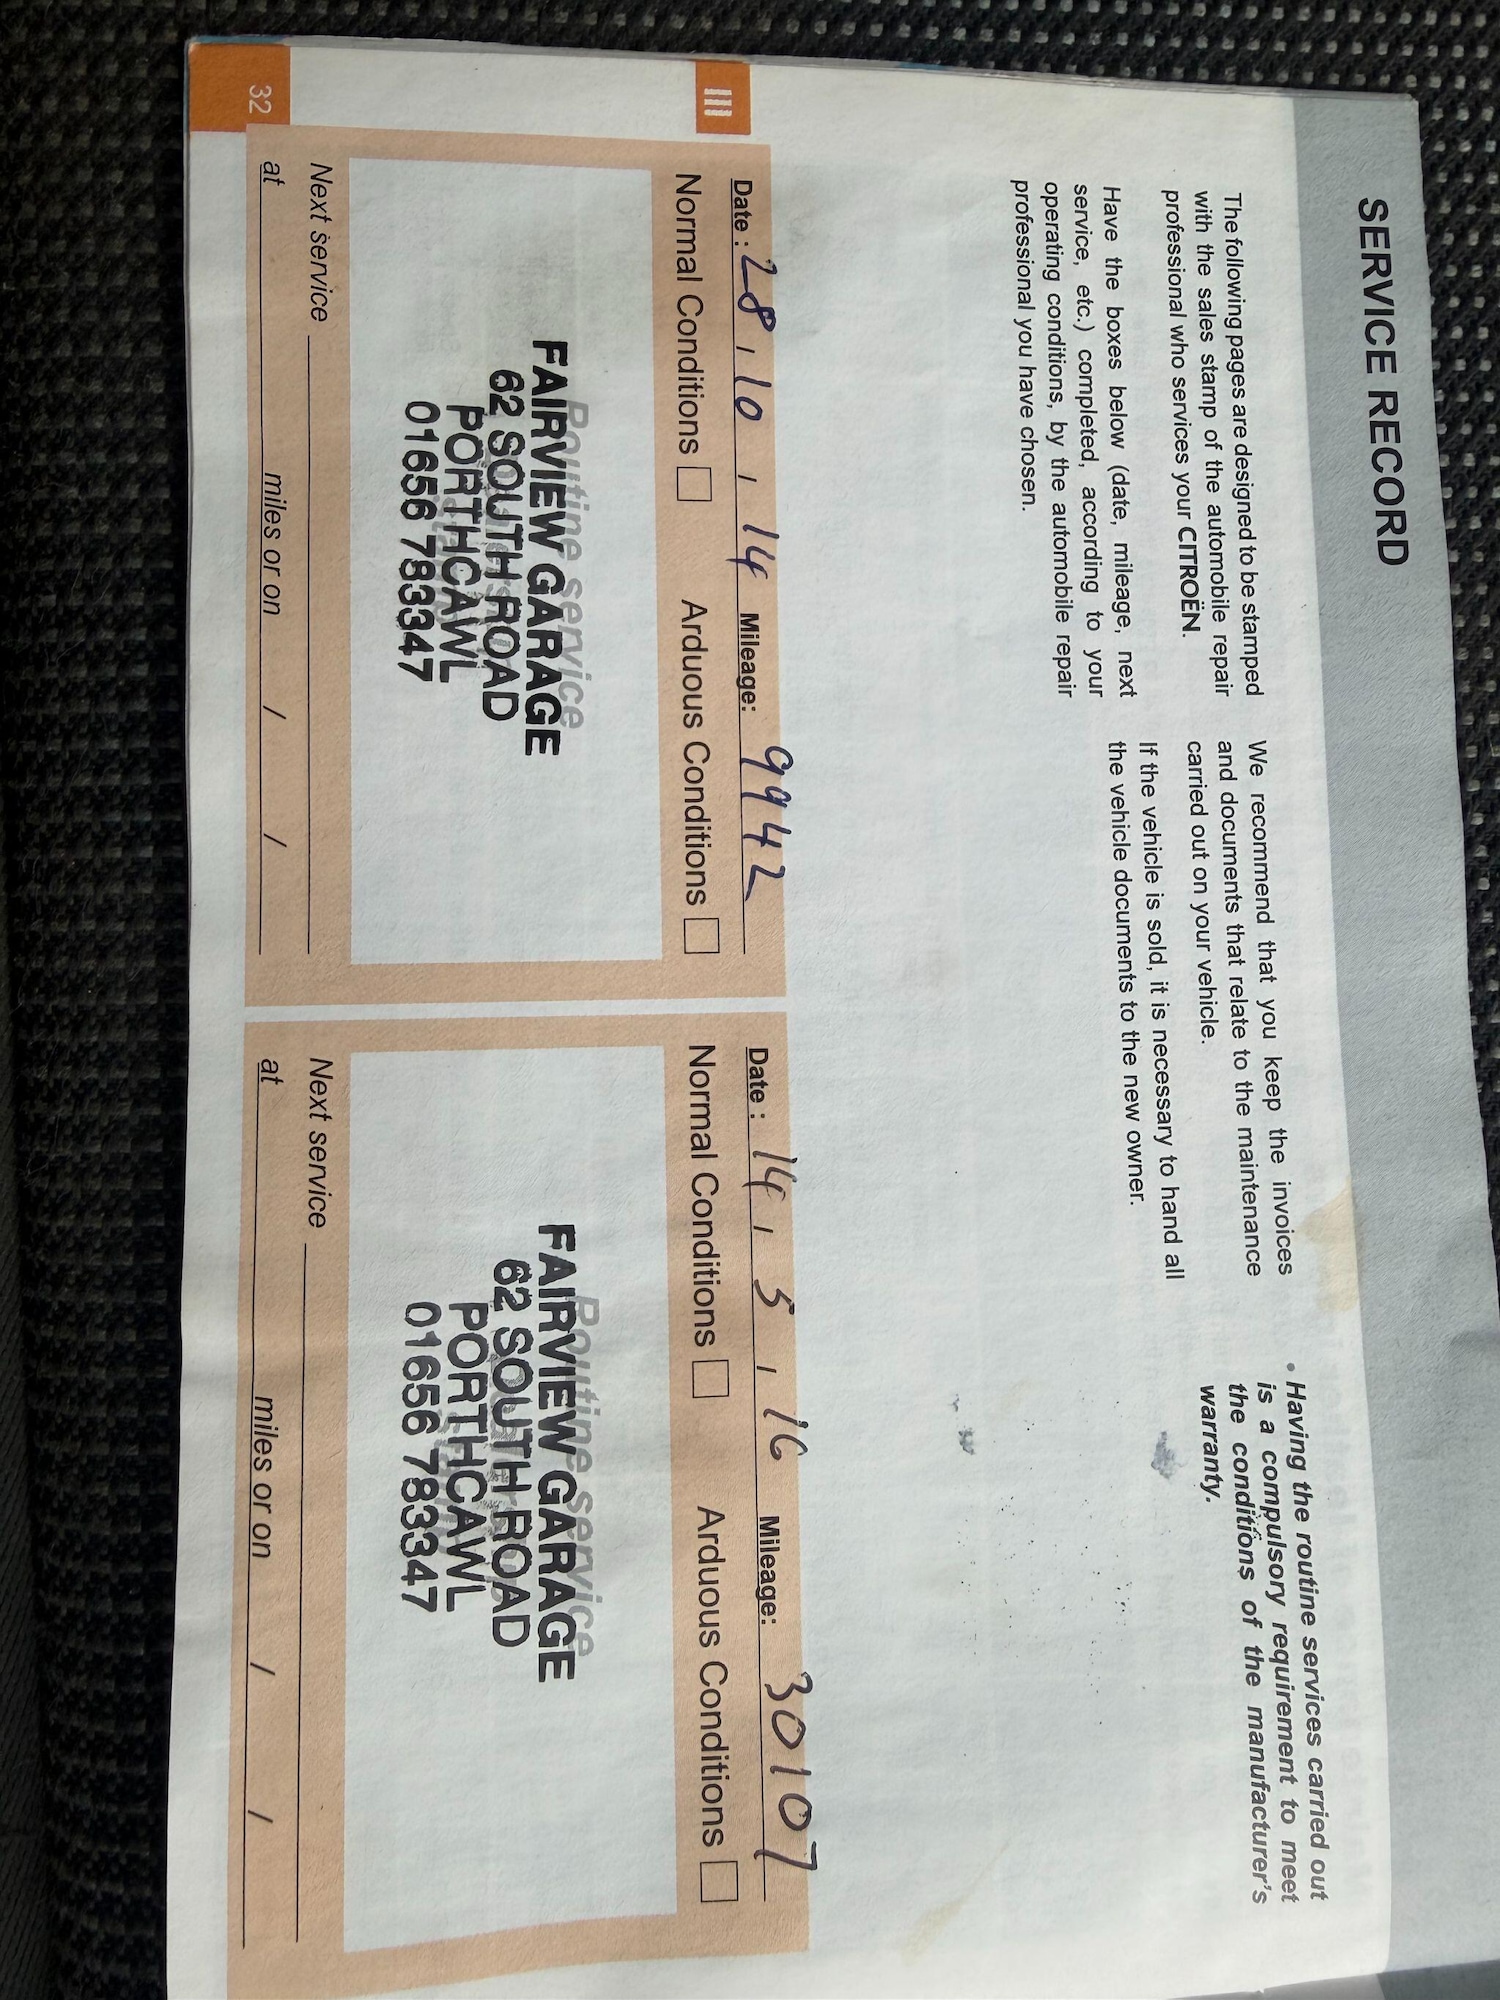 SERVICE RECORD
The following pages are designed to be stamped
with the sales stamp of the automobile repair
professional who services your CITROËN.
Have the boxes below (date, mileage, next
service, etc.) completed, according to your
operating conditions, by the automobile repair
professional you have chosen.
We recommend that you keep the invoices
and documents that relate to the maintenance
carried out on your vehicle.
If the vehicle is sold, it is necessary to hand all
the vehicle documents to the new owner.
• Having the routine services carried out
is a compulsory requirement to meet
the conditions of the manufacturer's
warranty.
III
Date : 28 / 10 / 14 Mileage: 9942
Normal Conditions Arduous Conditions
Routine service
FAIRVIEW GARAGE
62 SOUTH ROAD
PORTHCAWL
01656 783347
Next service
at miles or on / /
Date : 14 / 5 / 16 Mileage: 30107
Normal Conditions Arduous Conditions
Routine service
FAIRVIEW GARAGE
62 SOUTH ROAD
PORTHCAWL
01656 783347
Next service
at miles or on / /
32